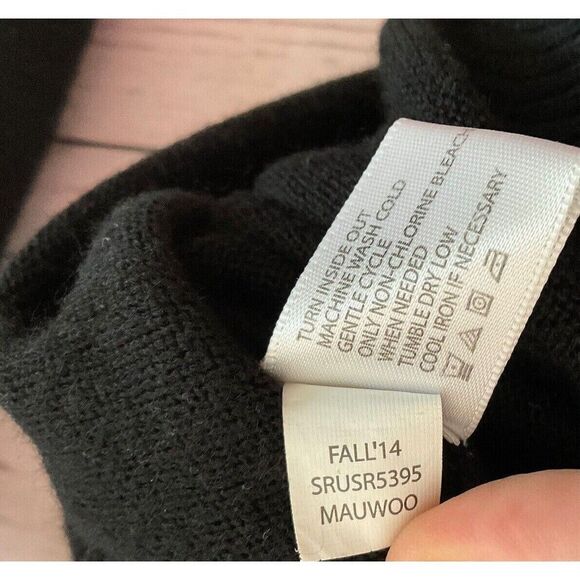 TURN INSIDE OUT
MACHINE WASH COLD
GENTLE CYCLE
ONLY NON-CHLORINE BLEACH
WHEN NEEDED
TUMBLE DRY LOW
COOL IRON IF NECESSARY
FALL'14
SRUSR5395
MAUWOO